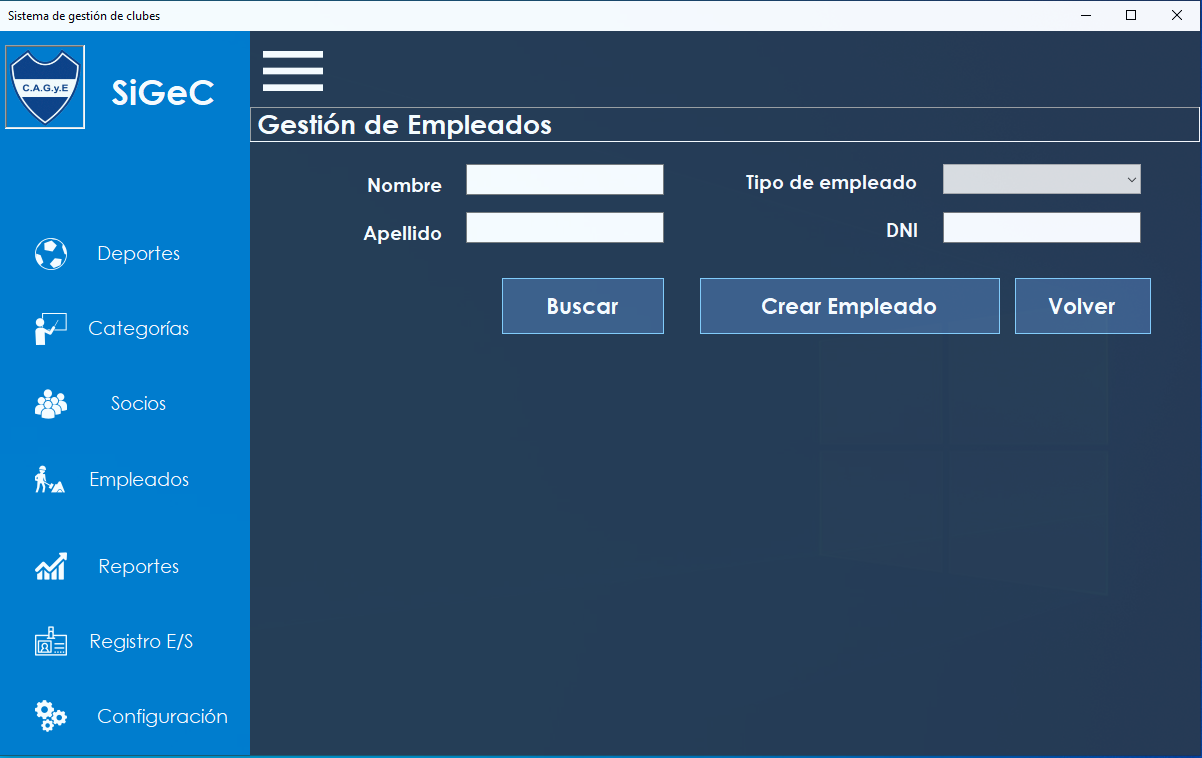 Sistema de gestión de clubes
C.A.G.y.E
SiGeC
Gestión de Empleados
Nombre
Tipo de empleado
Apellido
DNI
Buscar
Crear Empleado
Volver
Deportes
Categorías
Socios
Empleados
Reportes
Registro E/S
Configuración